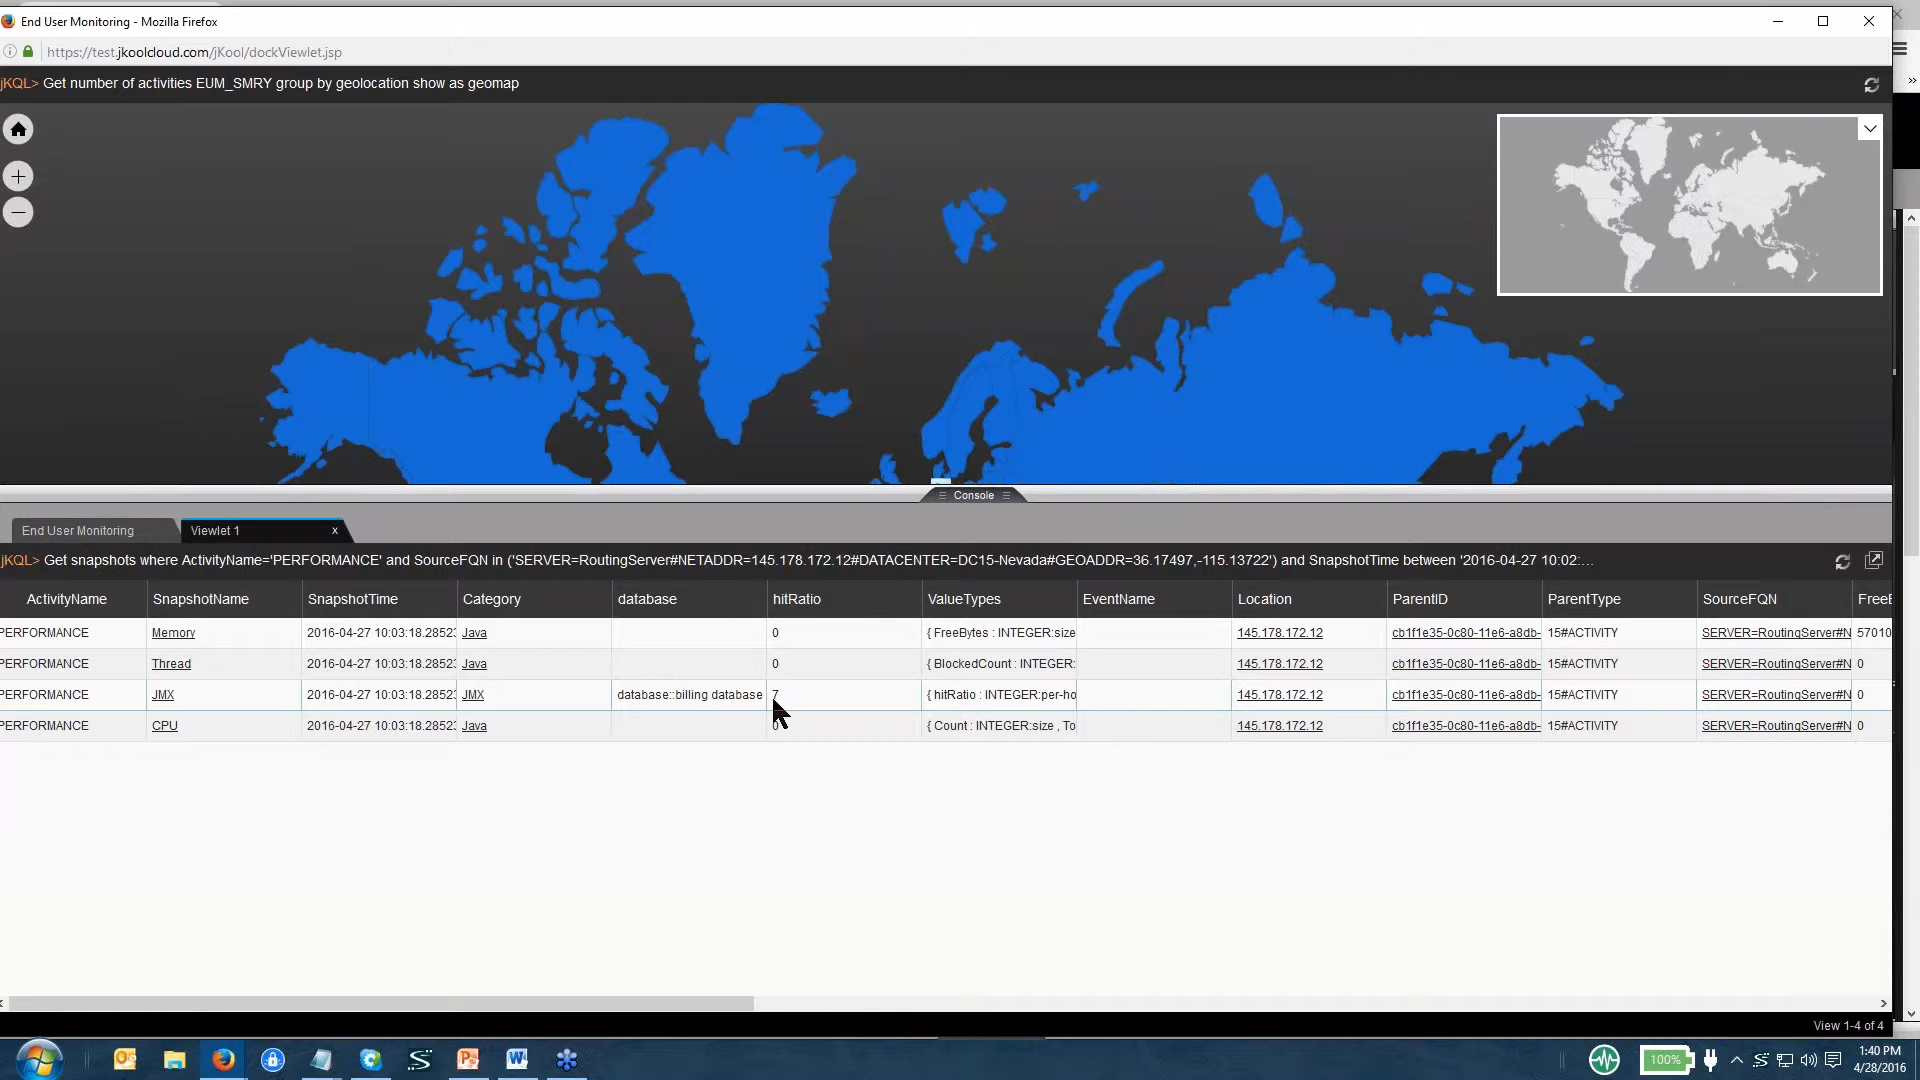 End User Monitoring - Mozilla Firefox
https://test.jkoolcloud.com/jKool/dockViewlet.jsp
jKQL> Get number of activities EUM_SMRY group by geolocation show as geomap
Console
End User Monitoring
Viewlet 1 x
jKQL> Get snapshots where ActivityName='PERFORMANCE' and SourceFQN in ('SERVER=RoutingServer#NETADDR=145.178.172.12#DATACENTER=DC15-Nevada#GEOADDR=36.17497,-115.13722') and SnapshotTime between '2016-04-27 10:02:...
ActivityName SnapshotName SnapshotTime Category database hitRatio ValueTypes EventName Location ParentID ParentType SourceFQN FreeE
PERFORMANCE Memory 2016-04-27 10:03:18.2852 Java 0 { FreeBytes : INTEGER:size 145.178.172.12 cb1f1e35-0c80-11e6-a8db- 15#ACTIVITY SERVER=RoutingServer#N 57010
PERFORMANCE Thread 2016-04-27 10:03:18.2852 Java 0 { BlockedCount : INTEGER: 145.178.172.12 cb1f1e35-0c80-11e6-a8db- 15#ACTIVITY SERVER=RoutingServer#N 0
PERFORMANCE JMX 2016-04-27 10:03:18.2852 JMX database::billing database 7 { hitRatio : INTEGER:per-ho 145.178.172.12 cb1f1e35-0c80-11e6-a8db- 15#ACTIVITY SERVER=RoutingServer#N 0
PERFORMANCE CPU 2016-04-27 10:03:18.2852 Java 0 { Count : INTEGER:size , To 145.178.172.12 cb1f1e35-0c80-11e6-a8db- 15#ACTIVITY SERVER=RoutingServer#N 0
View 1-4 of 4
100%
1:40 PM
4/28/2016